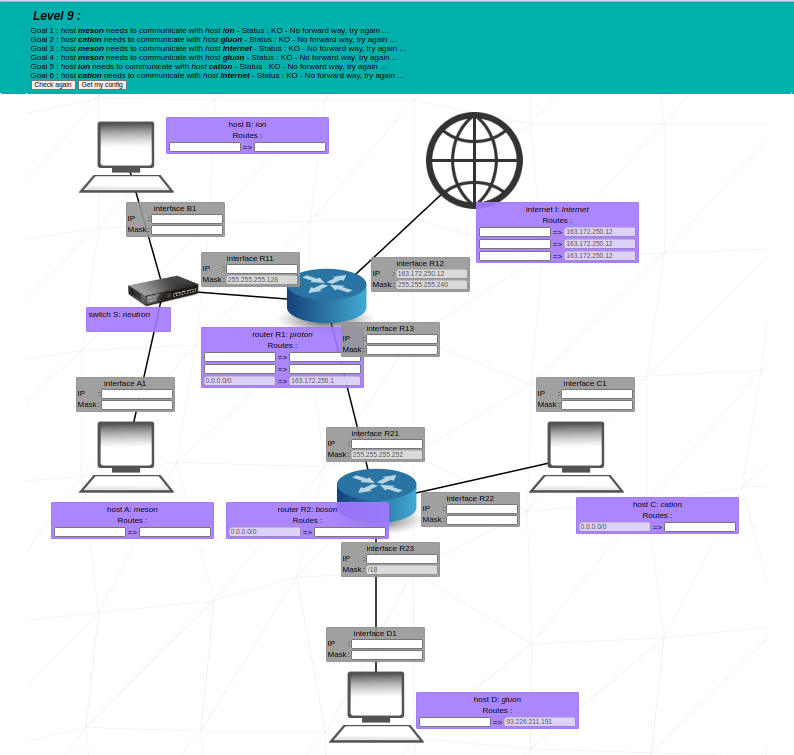 Level 9 :
Goal 1 : host meson needs to communicate with host ion - Status : KO - No forward way, try again ...
Goal 2 : host cation needs to communicate with host gluon - Status : KO - No forward way, try again ...
Goal 3 : host meson needs to communicate with host Internet - Status : KO - No forward way, try again ...
Goal 4 : host meson needs to communicate with host gluon - Status : KO - No forward way, try again ...
Goal 5 : host ion needs to communicate with host cation - Status : KO - No forward way, try again ...
Goal 6 : host cation needs to communicate with host Internet - Status : KO - No forward way, try again ...
Check again Get my config
host B: ion
Routes :
=>
interface B1
IP :
Mask :
internet I: Internet
Routes :
=> 163.172.250.12
=> 163.172.250.12
=> 163.172.250.12
interface R11
IP :
Mask : 255.255.255.128
interface R12
IP : 163.172.250.12
Mask : 255.255.255.240
switch S: neutron
router R1: proton
Routes :
=>
=>
0.0.0.0/0 => 163.172.250.1
interface R13
IP :
Mask :
interface A1
IP :
Mask :
interface C1
IP :
Mask :
interface R21
IP :
Mask : 255.255.255.252
host A: meson
Routes :
=>
router R2: boson
Routes :
0.0.0.0/0 =>
interface R22
IP :
Mask :
host C: cation
Routes :
0.0.0.0/0 =>
interface R23
IP :
Mask : /18
interface D1
IP :
Mask :
host D: gluon
Routes :
=> 93.226.211.191